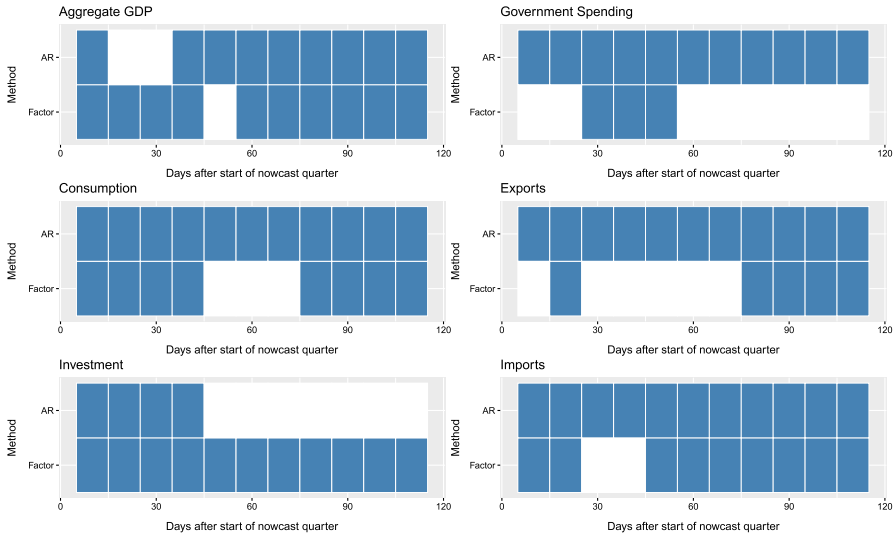 Aggregate GDP
Method
AR
Factor
0 30 60 90 120
Days after start of nowcast quarter
Government Spending
Method
AR
Factor
0 30 60 90 120
Days after start of nowcast quarter
Consumption
Method
AR
Factor
0 30 60 90 120
Days after start of nowcast quarter
Exports
Method
AR
Factor
0 30 60 90 120
Days after start of nowcast quarter
Investment
Method
AR
Factor
0 30 60 90 120
Days after start of nowcast quarter
Imports
Method
AR
Factor
0 30 60 90 120
Days after start of nowcast quarter